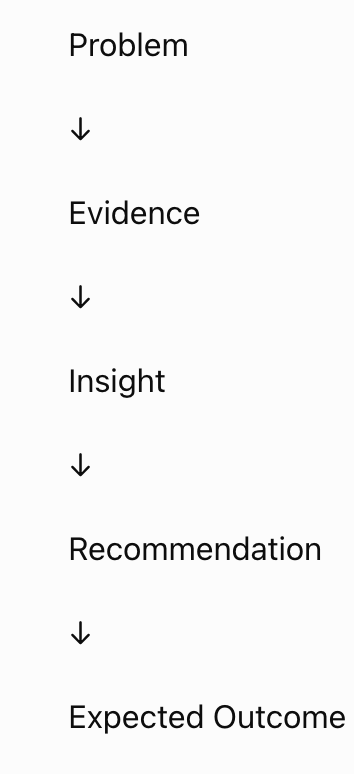 Problem
↓
Evidence
↓
Insight
↓
Recommendation
↓
Expected Outcome